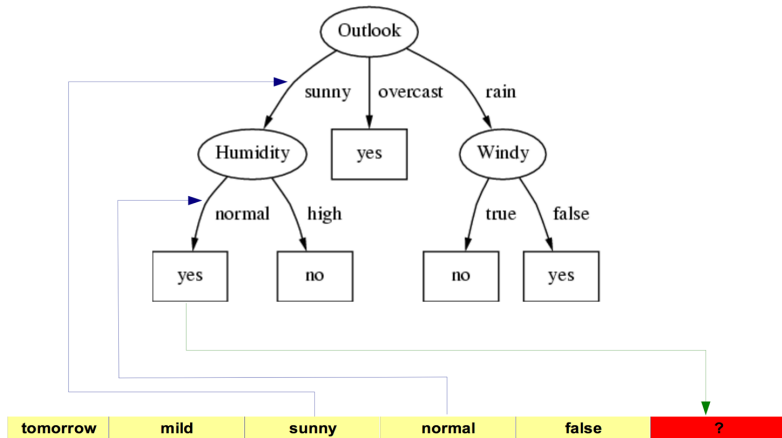 Outlook
sunny overcast rain
Humidity yes Windy
normal high true false
yes no no yes
tomorrow mild sunny normal false ?